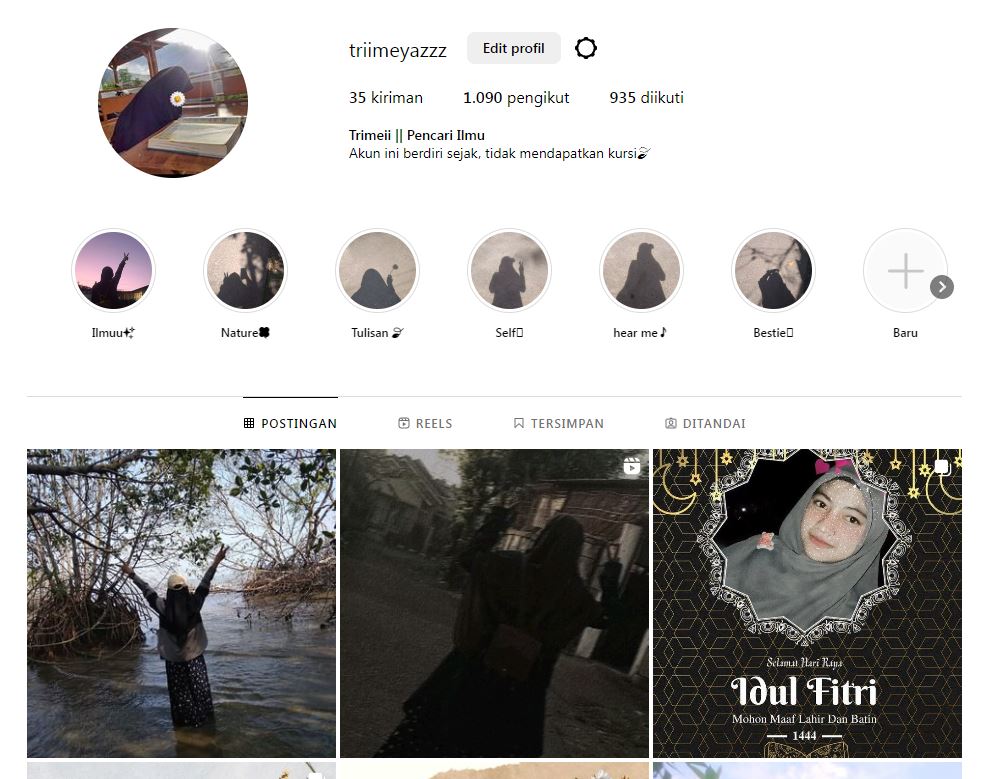 triimeyazzz Edit profil
35 kiriman 1.090 pengikut 935 diikuti
Trimeii || Pencari Ilmu
Akun ini berdiri sejak, tidak mendapatkan kursi
Ilmuu Nature Tulisan Self hear me Bestie Baru
POSTINGAN REELS TERSIMPAN DITANDAI
Selamat Hari Raya
Idul Fitri
Mohon Maaf Lahir Dan Batin
1444